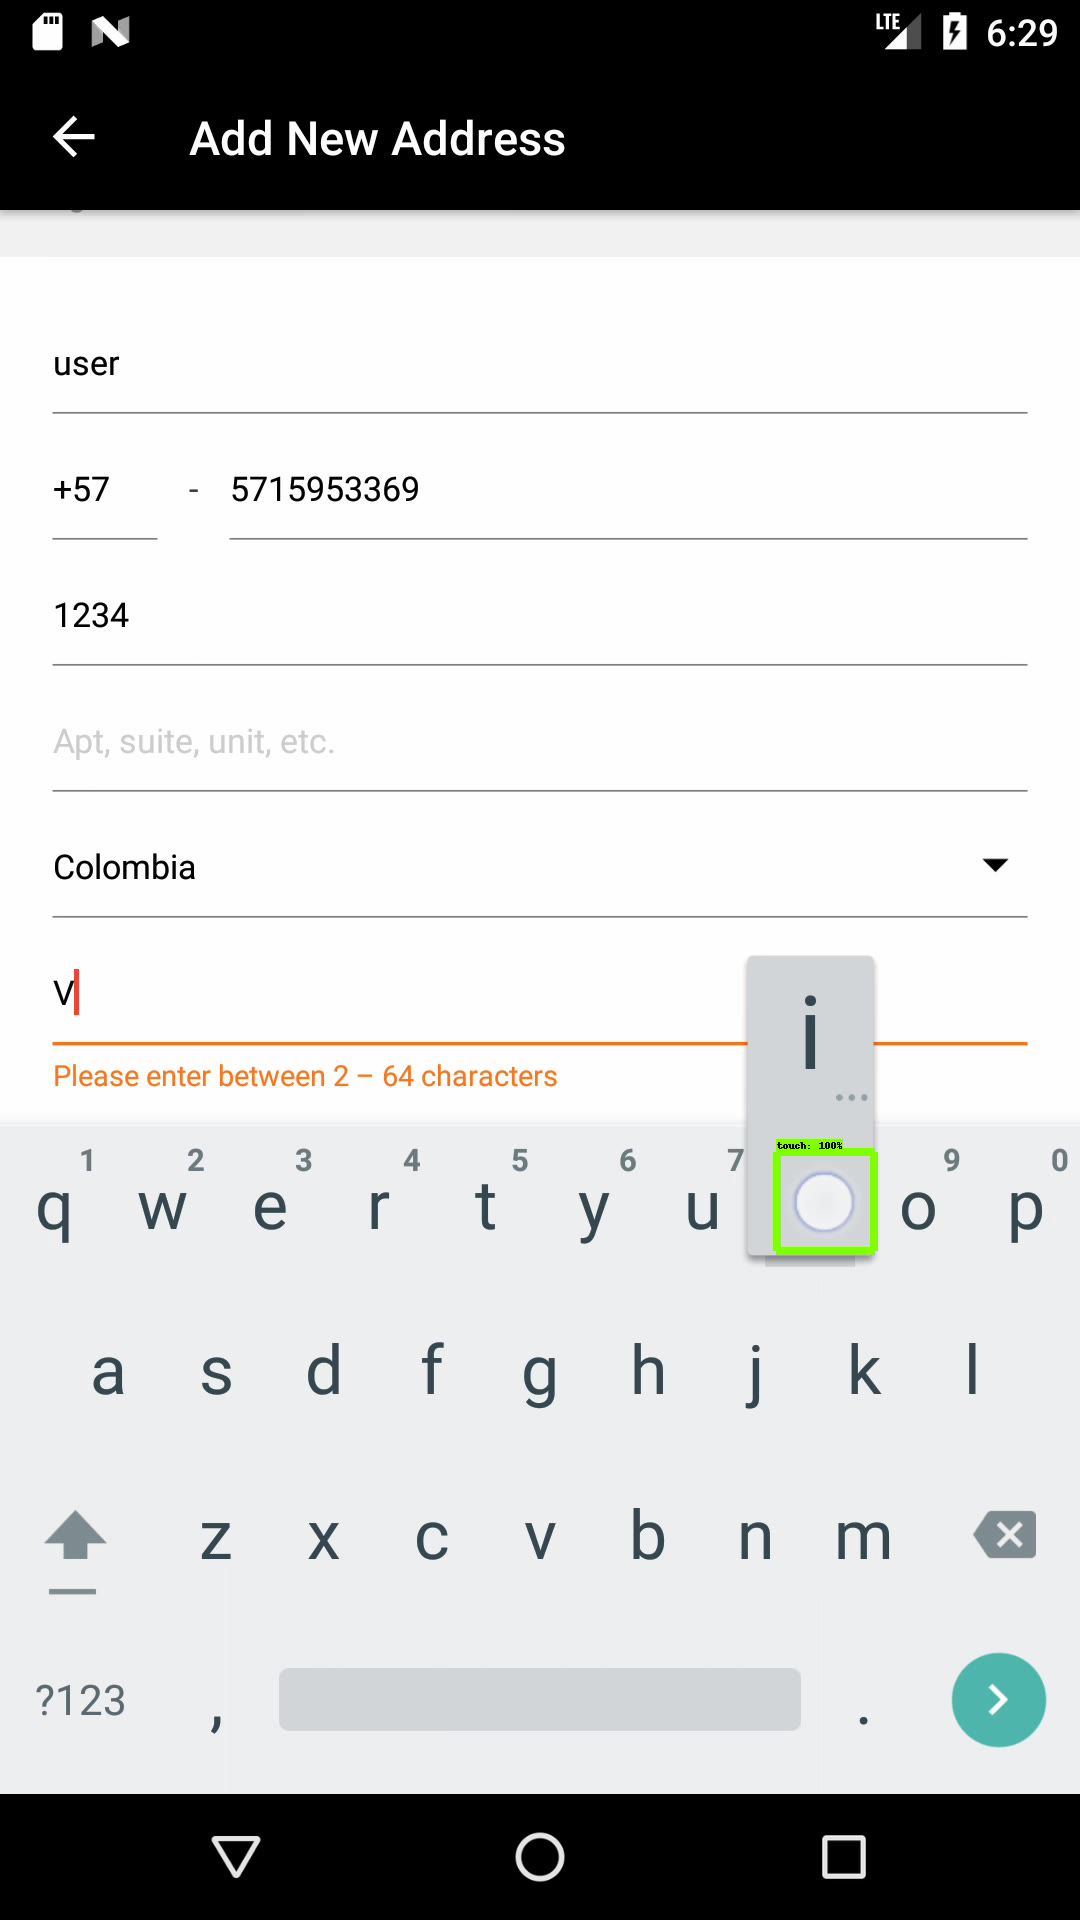 LTE 6:29
Add New Address
user
+57 - 5715953369
1234
Apt, suite, unit, etc.
Colombia
V
i
Please enter between 2 – 64 characters
...
touch: 100%
1 2 3 4 5 6 7 9 0
q w e r t y u o p
a s d f g h j k l
z x c v b n m
?123 , .